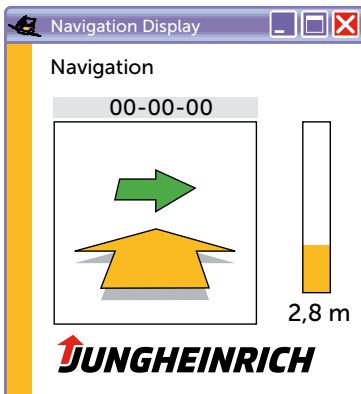 Navigation Display
Navigation
00-00-00
2,8 m
JUNGHEINRICH